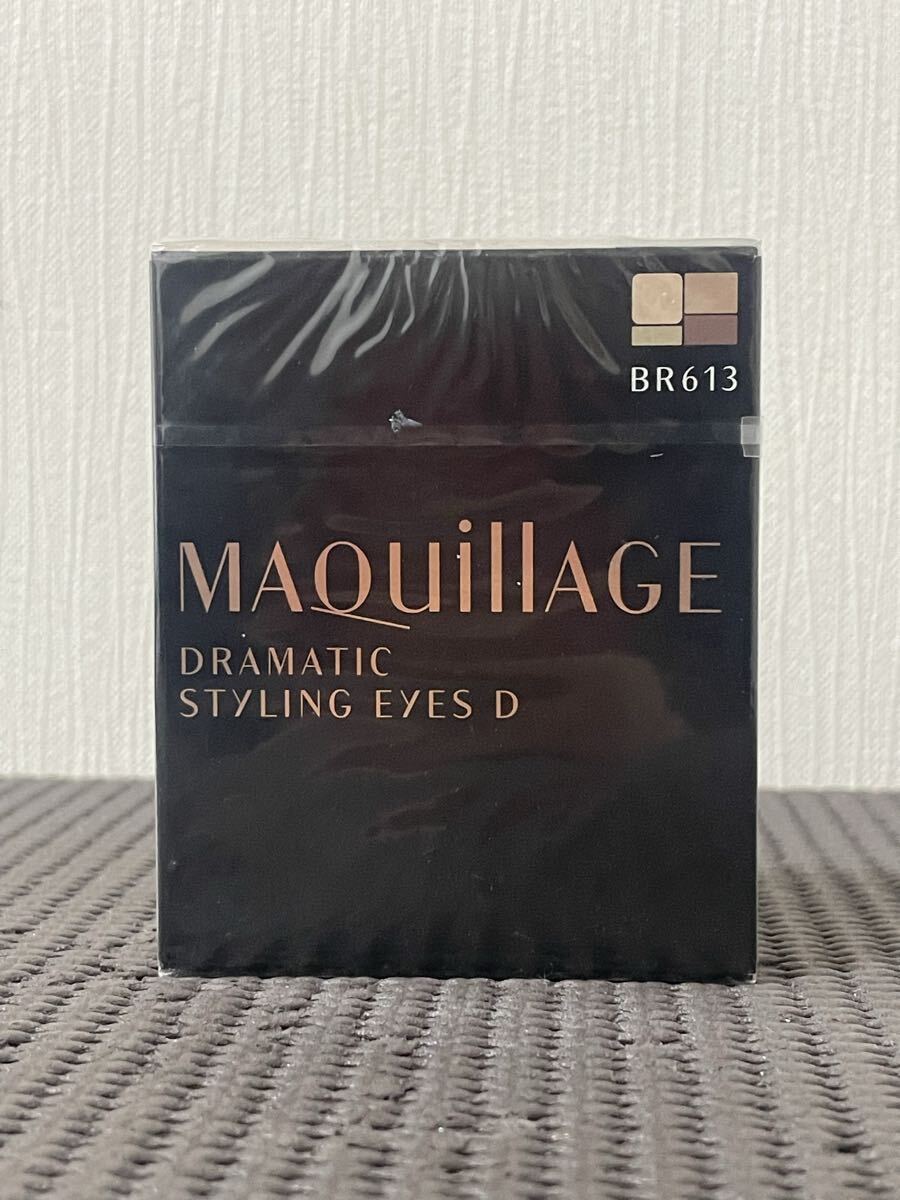 BR613
MAQuillAGE
DRAMATIC
STYLING EYES D